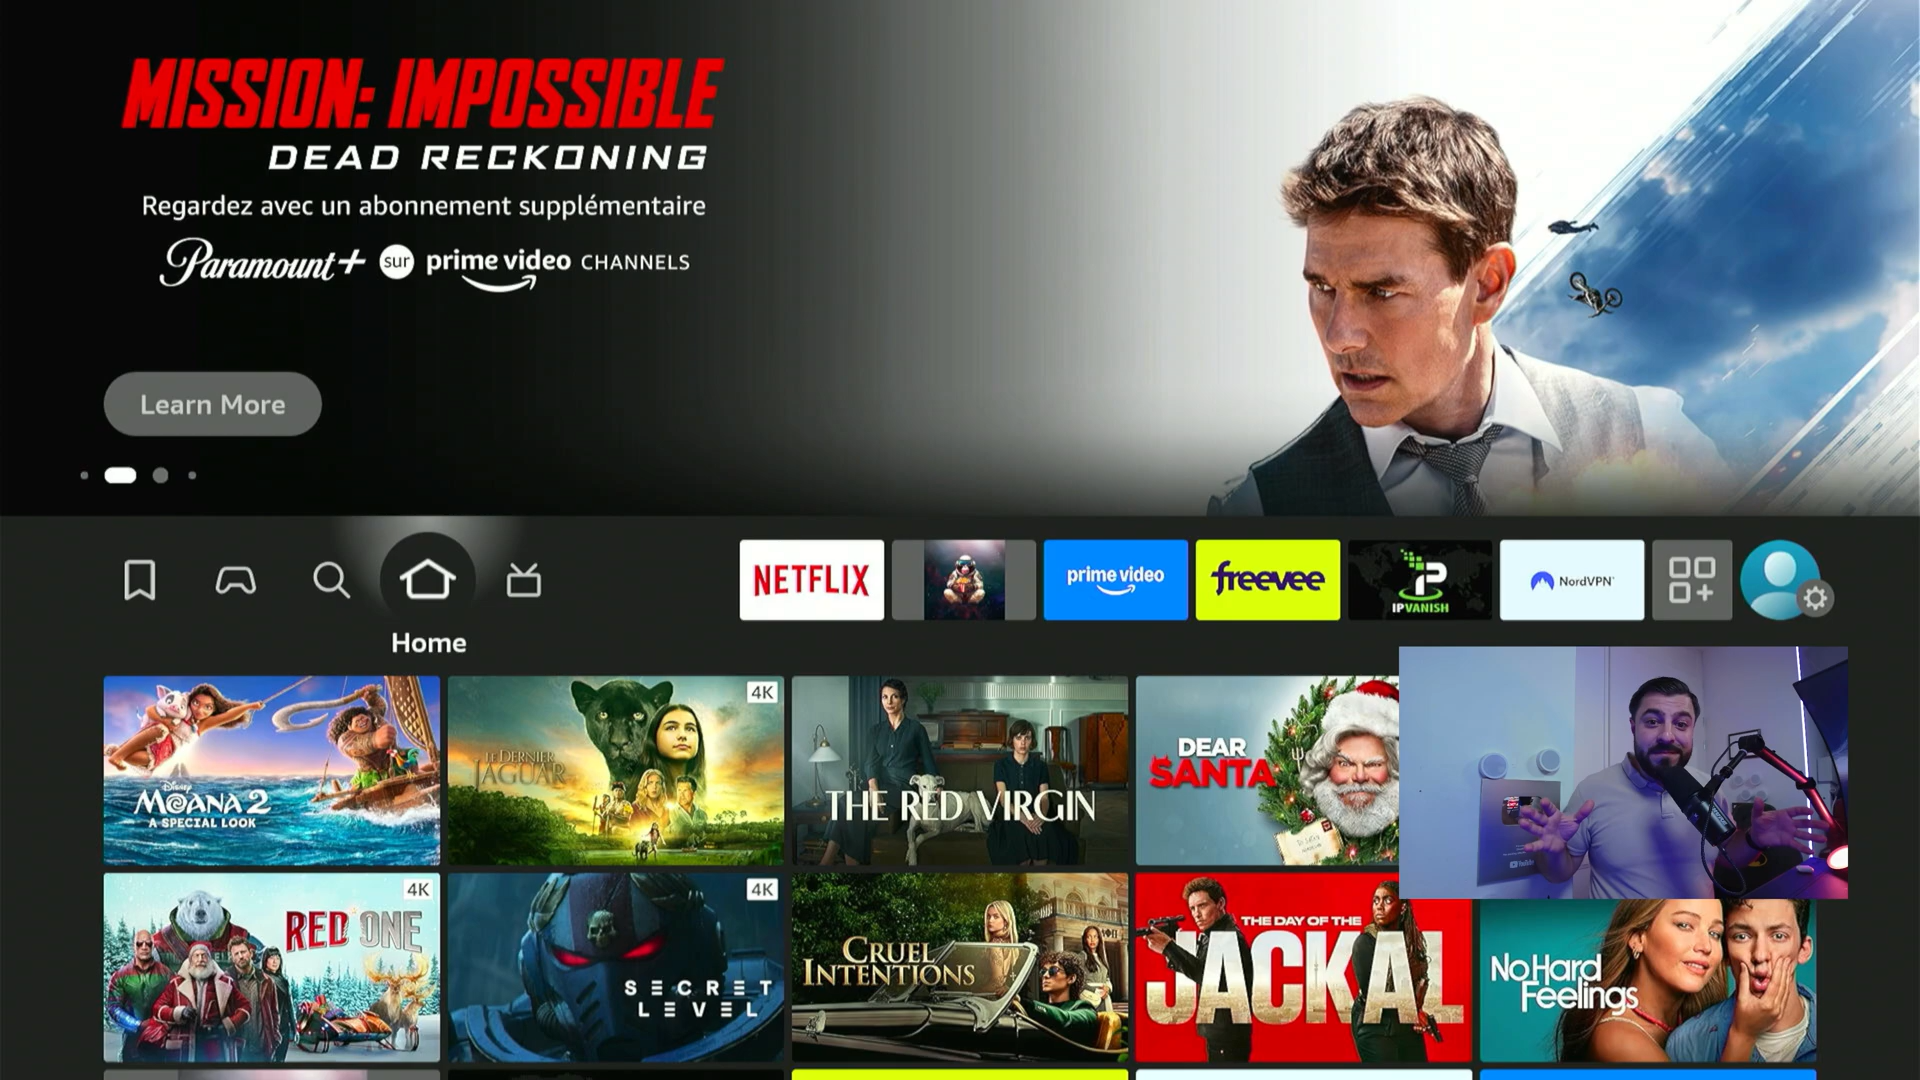 MISSION: IMPOSSIBLE
DEAD RECKONING
Regardez avec un abonnement supplémentaire
Paramount+ sur prime video CHANNELS
Learn More
NETFLIX
prime video
freevee
IPVANISH
NordVPN
Home
Disney
MOANA 2
A SPECIAL LOOK
4K
LE DERNIER
JAGUAR
THE RED VIRGIN
DEAR
SANTA
4K
RED ONE
4K
SECRET
LEVEL
CRUEL
INTENTIONS
THE DAY OF THE
JACKAL
No Hard
Feelings